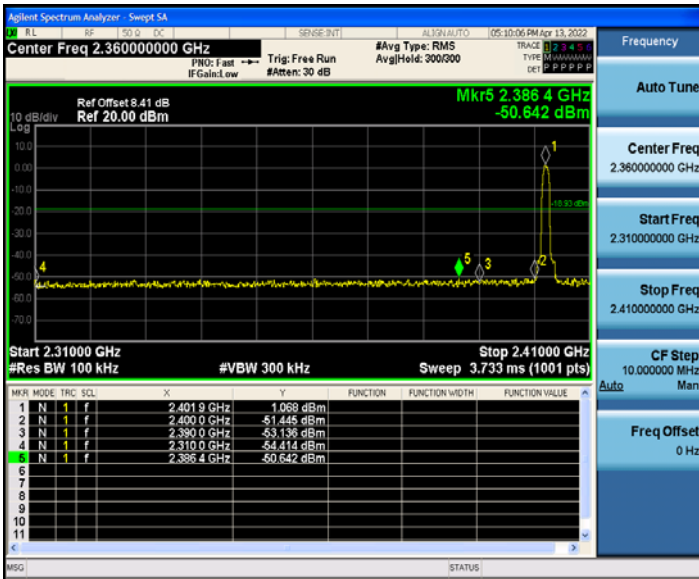 Agilent Spectrum Analyzer - Swept SA
RL RF 50 Ω DC SENSE:INT ALIGN AUTO 05:10:06 PM Apr 13, 2022
Center Freq 2.360000000 GHz
PNO: Fast
IFGain:Low
Trig: Free Run
#Atten: 30 dB
#Avg Type: RMS
Avg|Hold: 300/300
TRACE 1 2 3 4 5 6
TYPE M
DET P P P P P P
Frequency
Auto Tune
Center Freq
2.360000000 GHz
Start Freq
2.310000000 GHz
Stop Freq
2.410000000 GHz
CF Step
10.000000 MHz
Auto Man
Freq Offset
0 Hz
Mkr5 2.386 4 GHz
-50.642 dBm
Ref Offset 8.41 dB
10 dB/div Ref 20.00 dBm
Log
10.0
0.00
-10.0
-20.0
-30.0
-40.0
-50.0
-60.0
-70.0
1
-18.93 dBm
4
5
3
2
Start 2.31000 GHz Stop 2.41000 GHz
#Res BW 100 kHz #VBW 300 kHz Sweep 3.733 ms (1001 pts)
MKR MODE TRC SCL X Y FUNCTION FUNCTION WIDTH FUNCTION VALUE
1 N 1 f 2.401 9 GHz 1.068 dBm
2 N 1 f 2.400 0 GHz -51.445 dBm
3 N 1 f 2.390 0 GHz -53.136 dBm
4 N 1 f 2.310 0 GHz -54.414 dBm
5 N 1 f 2.386 4 GHz -50.642 dBm
6
7
8
9
10
11
MSG STATUS